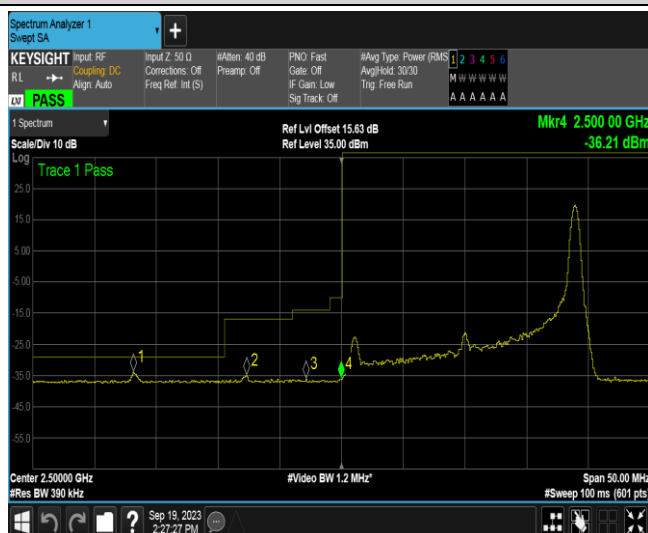 Spectrum Analyzer 1
Swept SA
+
KEYSIGHT
RL
LXI PASS
Input: RF
Coupling: DC
Align: Auto
Input Z: 50 Ω
Corrections: Off
Freq Ref: Int (S)
#Atten: 40 dB
Preamp: Off
PNO: Fast
Gate: Off
IF Gain: Low
Sig Track: Off
#Avg Type: Power (RMS
Avg|Hold: 30/30
Trig: Free Run
1 2 3 4 5 6
M W W W W W
A A A A A A
1 Spectrum
Scale/Div 10 dB
Ref Lvl Offset 15.63 dB
Ref Level 35.00 dBm
Mkr4 2.500 00 GHz
-36.21 dBm
Log
Trace 1 Pass
25.0
15.0
5.00
-5.00
-15.0
-25.0
-35.0
-45.0
-55.0
1
2
3
4
Center 2.50000 GHz
#Res BW 390 kHz
#Video BW 1.2 MHz*
Span 50.00 MHz
#Sweep 100 ms (601 pts)
?
Sep 19, 2023
2:27:27 PM